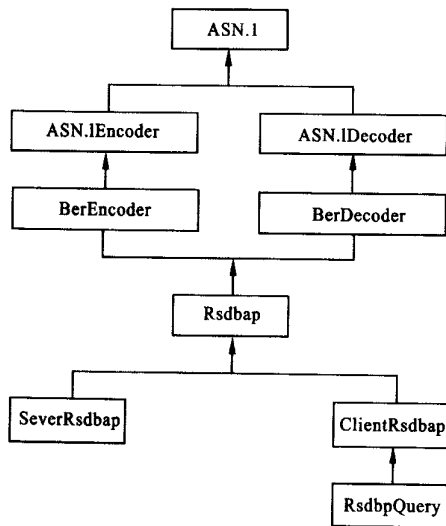 ASN.1
ASN.1Encoder
ASN.1Decoder
BerEncoder
BerDecoder
Rsdbap
SeverRsdbap
ClientRsdbap
RsdbpQuery